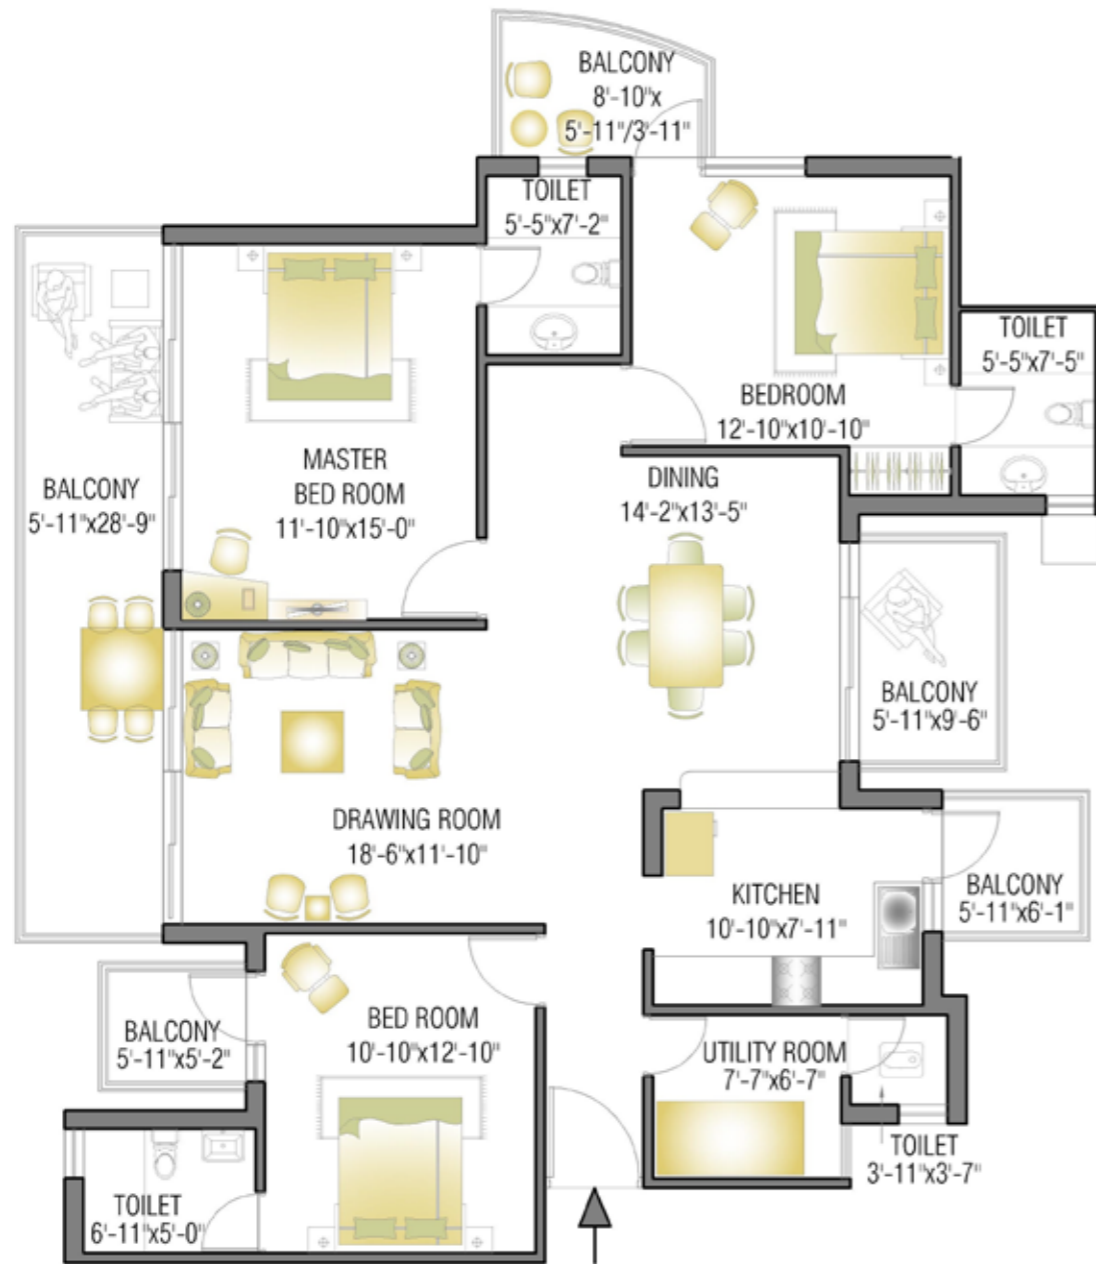 BALCONY
8'-10"x
5'-11"/3'-11"
TOILET
5'-5"x7'-2"
TOILET
5'-5"x7'-5"
BEDROOM
12'-10"x10'-10"
MASTER
BED ROOM
11'-10"x15'-0"
BALCONY
5'-11"x28'-9"
DINING
14'-2"x13'-5"
BALCONY
5'-11"x9'-6"
DRAWING ROOM
18'-6"x11'-10"
KITCHEN
10'-10"x7'-11"
BALCONY
5'-11"x6'-1"
BALCONY
5'-11"x5'-2"
BED ROOM
10'-10"x12'-10"
UTILITY ROOM
7'-7"x6'-7"
TOILET
3'-11"x3'-7"
TOILET
6'-11"x5'-0"